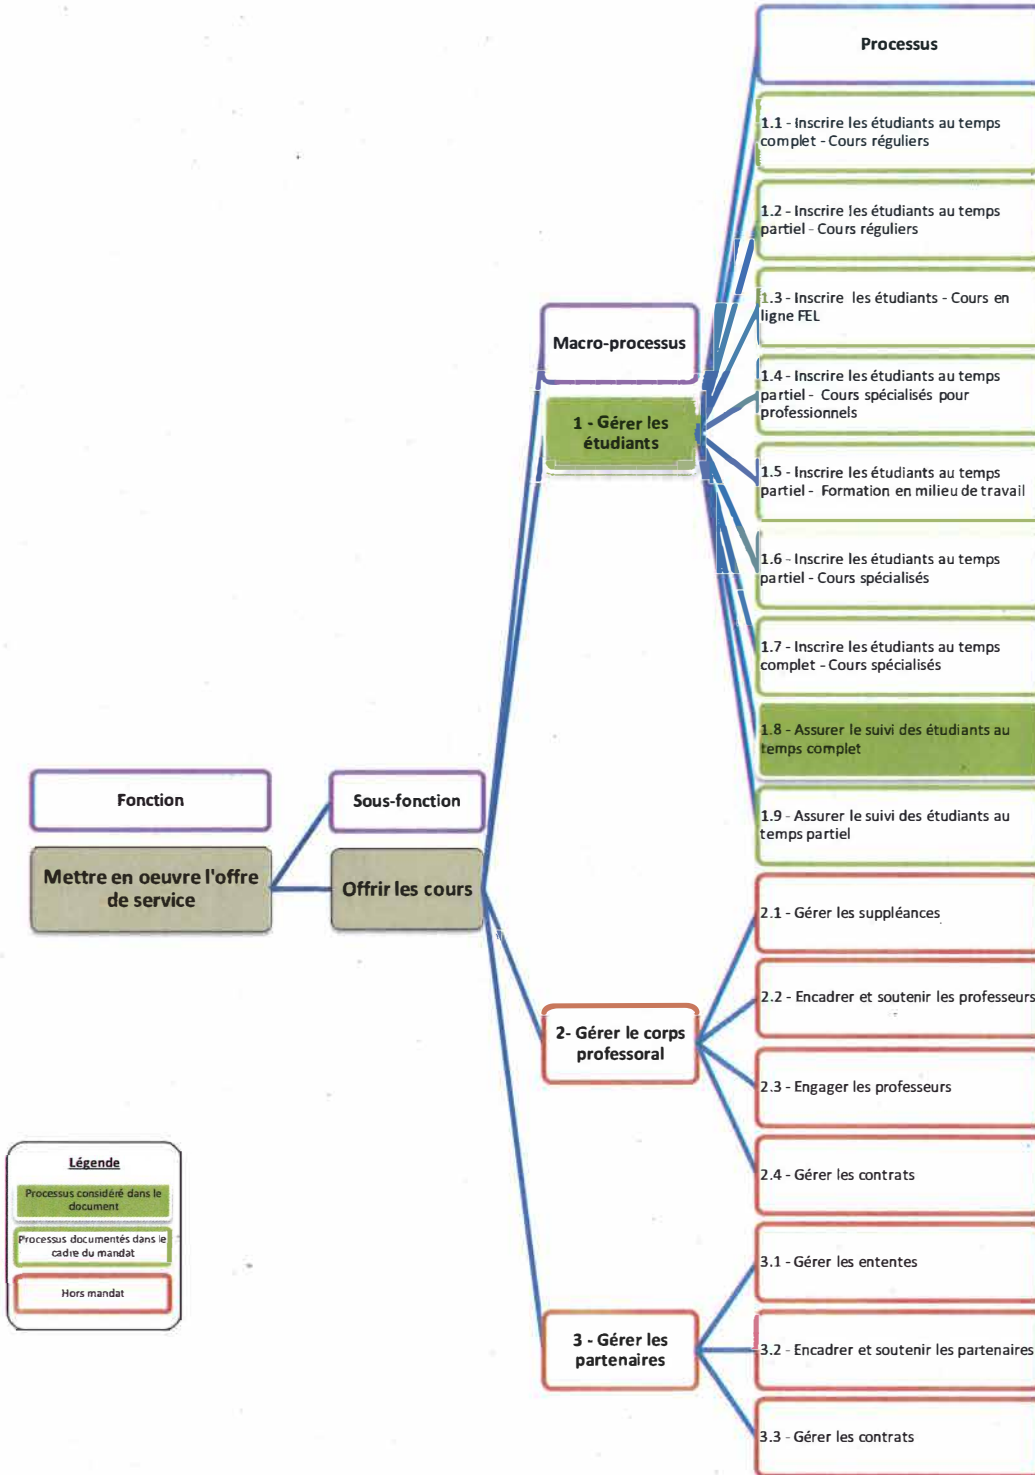 Processus
1.1 - Inscrire les étudiants au temps
complet - Cours réguliers
1.2 - Inscrire les étudiants au temps
partiel - Cours réguliers
1.3 - Inscrire les étudiants - Cours en
ligne FEL
Macro-processus
1.4 - Inscrire les étudiants au temps
partiel - Cours spécialisés pour
professionnels
1 - Gérer les
étudiants
1.5 - Inscrire les étudiants au temps
partiel - Formation en milieu de travail
1.6 - Inscrire les étudiants au temps
partiel - Cours spécialisés
1.7 - Inscrire les étudiants au temps
complet - Cours spécialisés
1.8 - Assurer le suivi des étudiants au
temps complet
Fonction
Sous-fonction
1.9 - Assurer le suivi des étudiants au
temps partiel
Mettre en oeuvre l'offre
de service
Offrir les cours
2.1 - Gérer les suppléances
2.2 - Encadrer et soutenir les professeurs
2- Gérer le corps
professoral
2.3 - Engager les professeurs
2.4 - Gérer les contrats
Légende
Processus considéré dans le
document
Processus documentés dans le
cadre du mandat
Hors mandat
3.1 - Gérer les ententes
3 - Gérer les
partenaires
3.2 - Encadrer et soutenir les partenaires
3.3 - Gérer les contrats